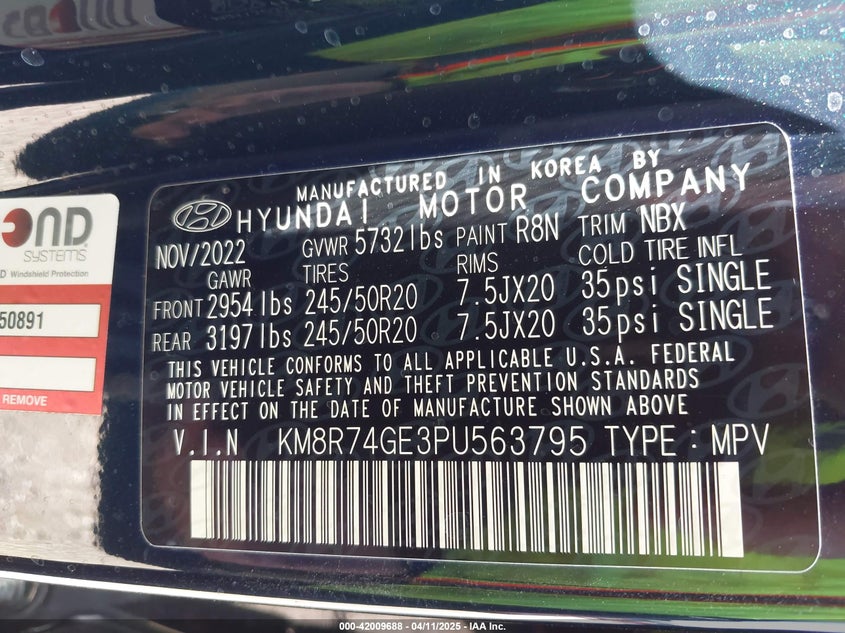 MANUFACTURED IN KOREA BY
HYUNDAI MOTOR COMPANY
NOV/2022 GVWR 5732lbs PAINT R8N TRIM NBX
GAWR TIRES RIMS COLD TIRE INFL
FRONT 2954lbs 245/50R20 7.5JX20 35psi SINGLE
REAR 3197lbs 245/50R20 7.5JX20 35psi SINGLE
THIS VEHICLE CONFORMS TO ALL APPLICABLE U.S.A. FEDERAL
MOTOR VEHICLE SAFETY AND THEFT PREVENTION STANDARDS
IN EFFECT ON THE DATE OF MANUFACTURE SHOWN ABOVE
V.I.N KM8R74GE3PU563795 TYPE : MPV
OND
SYSTEMS
D Windshield Protection
50891
REMOVE
000-42009688 - 04/11/2025 - IAA Inc.